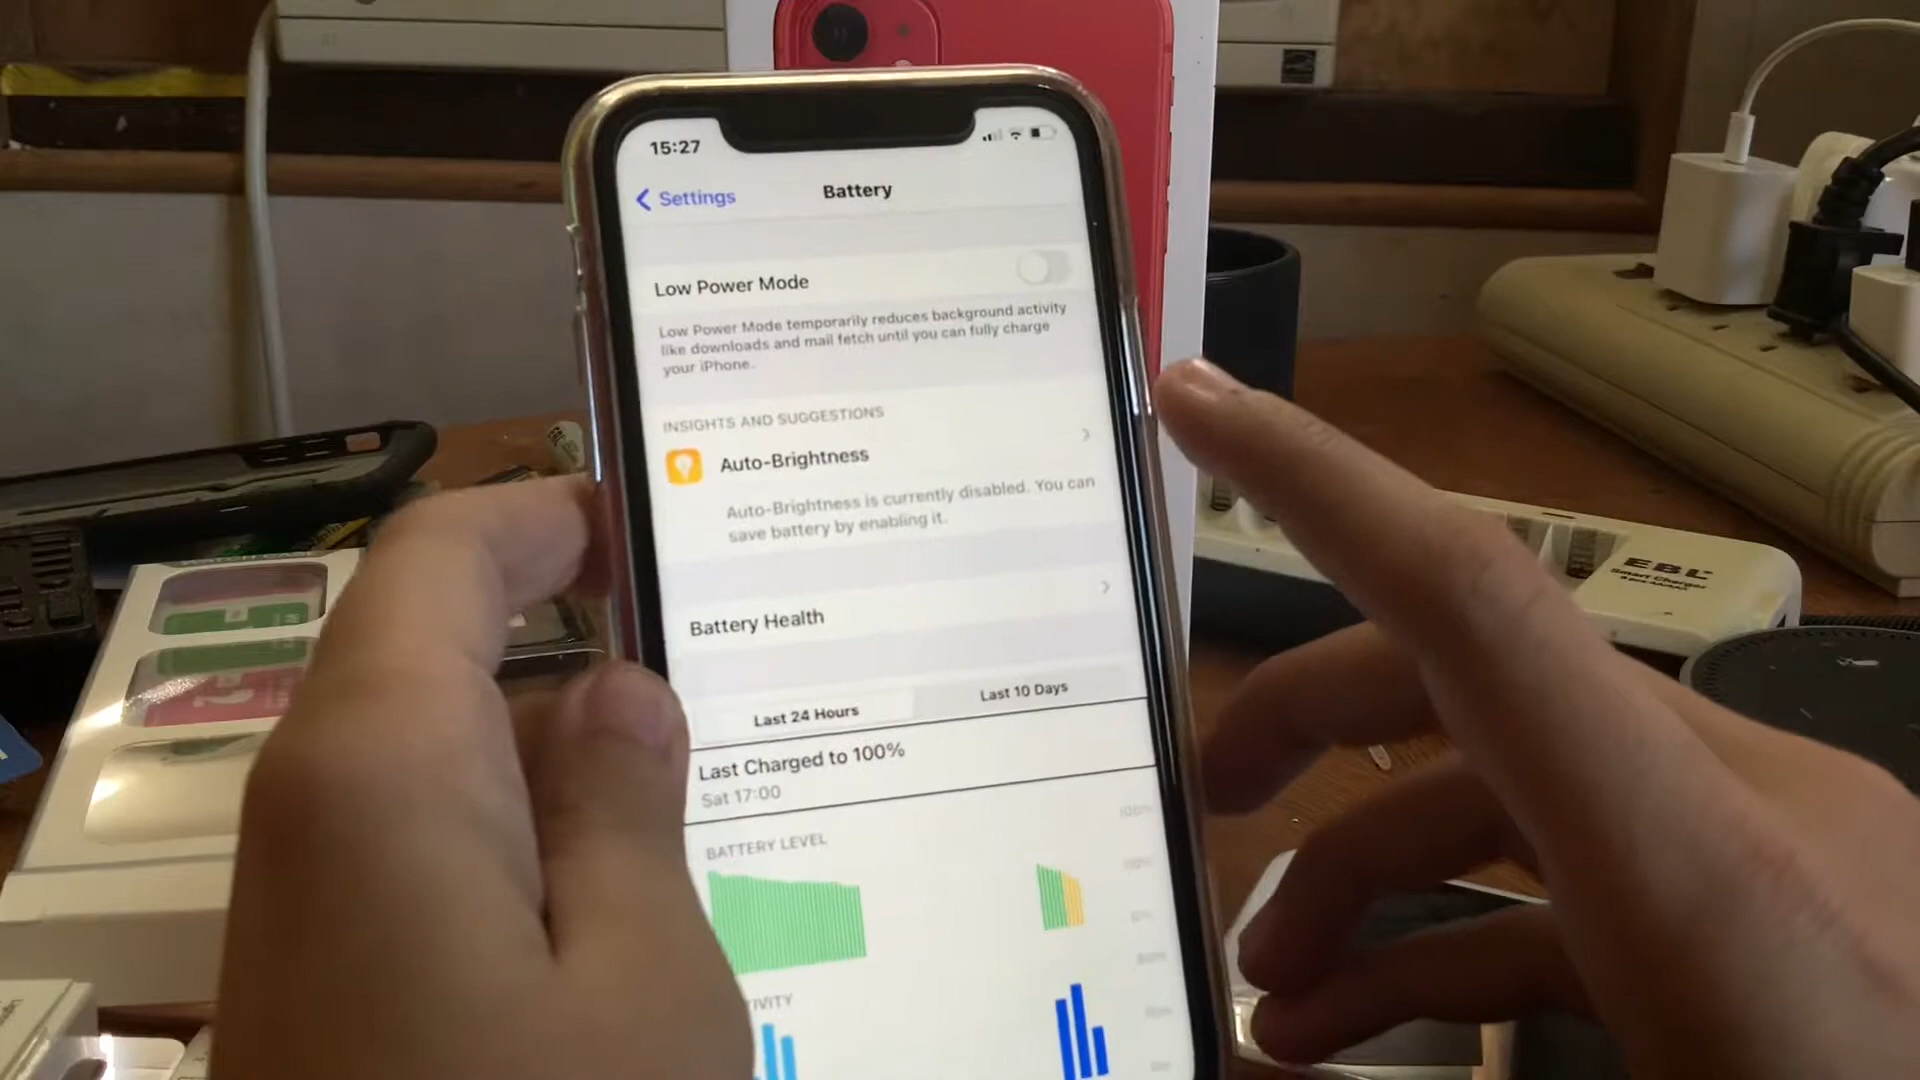 15:27
Settings
Battery
Low Power Mode
Low Power Mode temporarily reduces background activity
like downloads and mail fetch until you can fully charge
your iPhone.
INSIGHTS AND SUGGESTIONS
Auto-Brightness
Auto-Brightness is currently disabled. You can
save battery by enabling it.
Battery Health
Last 24 Hours
Last 10 Days
Last Charged to 100%
Sat 17:00
BATTERY LEVEL
100%
EBL
Smart Charger